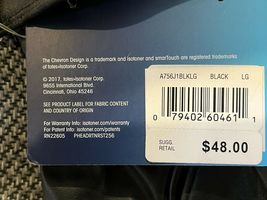 The Chevron Design is a trademark and isotoner and smarTouch are registered trademarks
of totes»Isotoner Corp.
© 2017, totes»Isotoner Corp.
9655 International Blvd.
Cincinnati, Ohio 45246
SEE PRODUCT LABEL FOR FABRIC CONTENT
AND COUNTRY OF ORIGIN
For Warranty Info: isotoner.com/warranty
For Patent Info: isotoner.com/patents
RN22605 PHEADRTNRST256
A756J1BLKLG BLACK LG
0 79402 60461 1
SUGG.
RETAIL $48.00